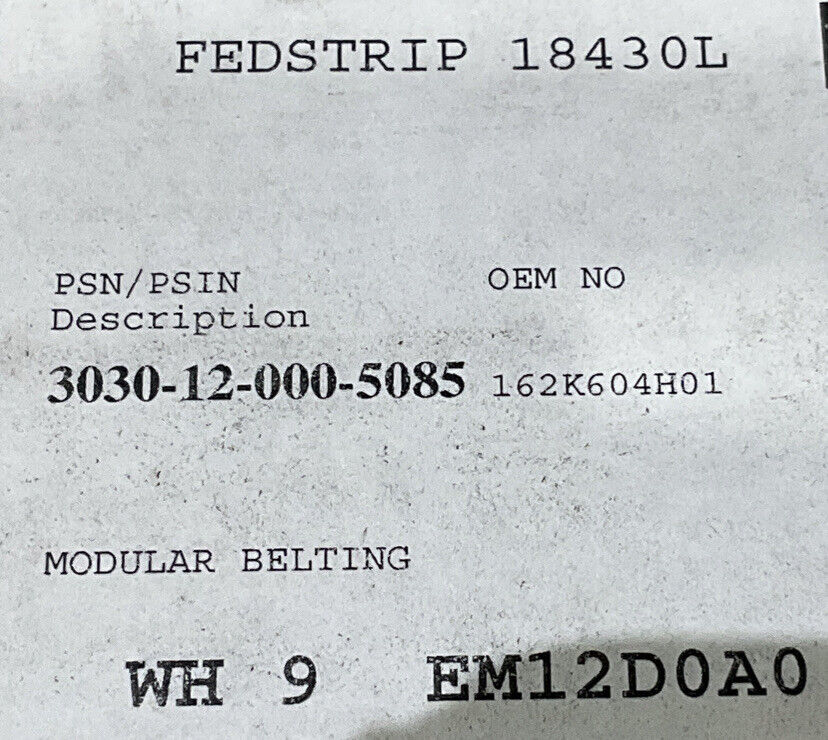 FEDSTRIP 18430L
PSN/PSIN OEM NO
Description
3030-12-000-5085 162K604H01
MODULAR BELTING
WH 9 EM12D0A0